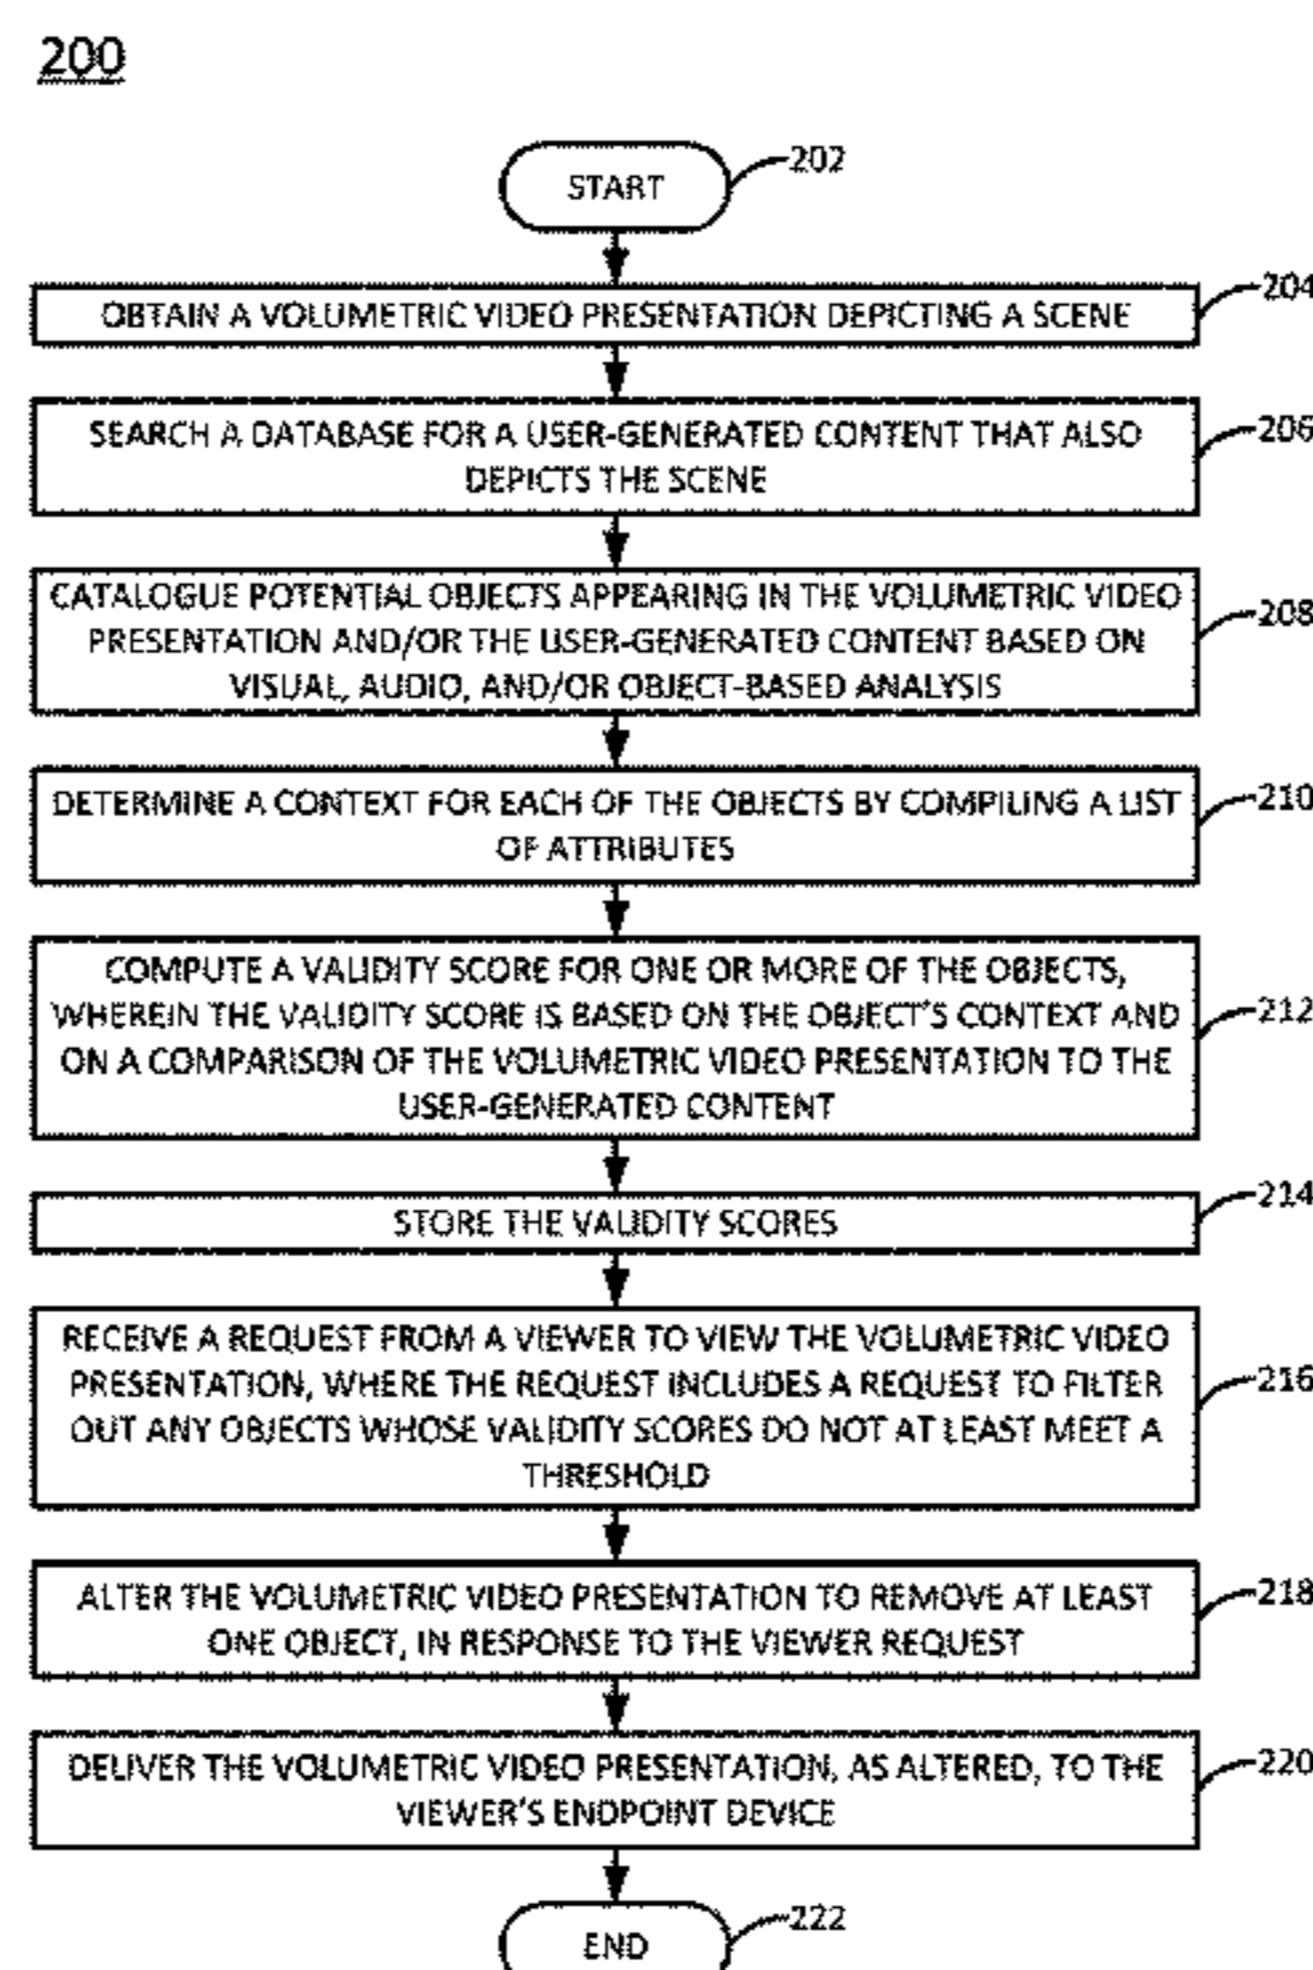 200
START
202
OBTAIN A VOLUMETRIC VIDEO PRESENTATION DEPICTING A SCENE
204
SEARCH A DATABASE FOR A USER-GENERATED CONTENT THAT ALSO
DEPICTS THE SCENE
206
CATALOGUE POTENTIAL OBJECTS APPEARING IN THE VOLUMETRIC VIDEO
PRESENTATION AND/OR THE USER-GENERATED CONTENT BASED ON
VISUAL, AUDIO, AND/OR OBJECT-BASED ANALYSIS
208
DETERMINE A CONTEXT FOR EACH OF THE OBJECTS BY COMPILING A LIST
OF ATTRIBUTES
210
COMPUTE A VALIDITY SCORE FOR ONE OR MORE OF THE OBJECTS,
WHEREIN THE VALIDITY SCORE IS BASED ON THE OBJECT'S CONTEXT AND
ON A COMPARISON OF THE VOLUMETRIC VIDEO PRESENTATION TO THE
USER-GENERATED CONTENT
212
STORE THE VALIDITY SCORES
214
RECEIVE A REQUEST FROM A VIEWER TO VIEW THE VOLUMETRIC VIDEO
PRESENTATION, WHERE THE REQUEST INCLUDES A REQUEST TO FILTER
OUT ANY OBJECTS WHOSE VALIDITY SCORES DO NOT AT LEAST MEET A
THRESHOLD
216
ALTER THE VOLUMETRIC VIDEO PRESENTATION TO REMOVE AT LEAST
ONE OBJECT, IN RESPONSE TO THE VIEWER REQUEST
218
DELIVER THE VOLUMETRIC VIDEO PRESENTATION, AS ALTERED, TO THE
VIEWER'S ENDPOINT DEVICE
220
END
222